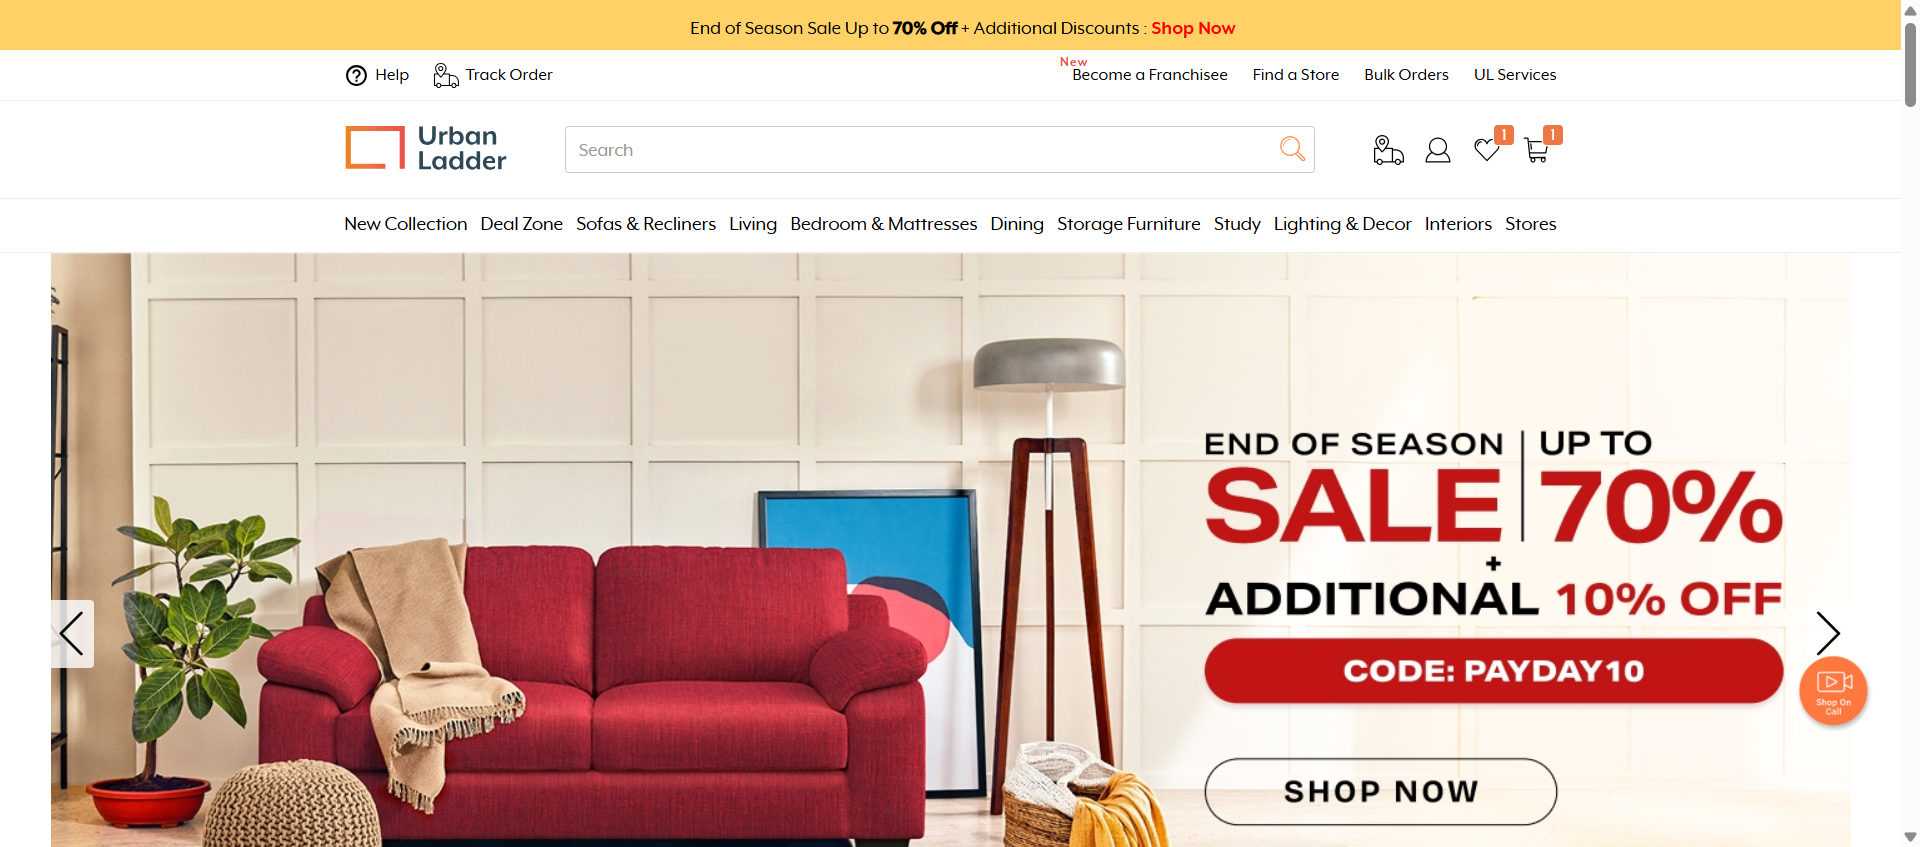 End of Season Sale Up to 70% Off + Additional Discounts : Shop Now
Help
Track Order
New
Become a Franchisee
Find a Store
Bulk Orders
UL Services
Urban
Ladder
Search
1
1
New Collection
Deal Zone
Sofas & Recliners
Living
Bedroom & Mattresses
Dining
Storage Furniture
Study
Lighting & Decor
Interiors
Stores
END OF SEASON
SALE
UP TO
70%
+
ADDITIONAL 10% OFF
CODE: PAYDAY10
SHOP NOW
Shop On
Call